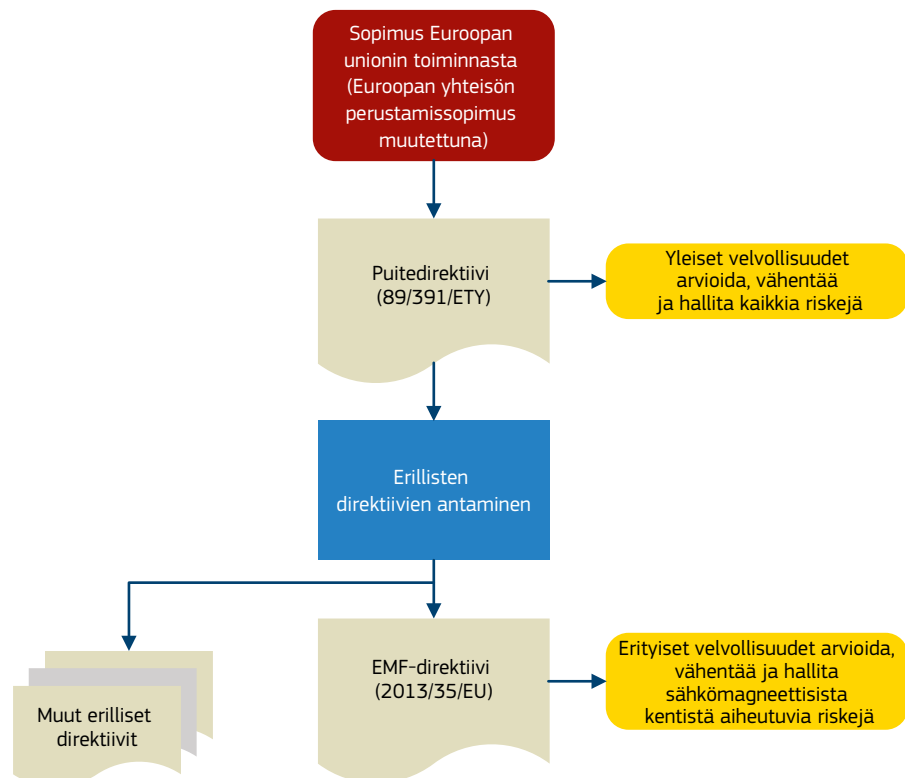 Sopimus Euroopan
unionin toiminnasta
(Euroopan yhteisön
perustamissopimus
muutettuna)
Puitedirektiivi
(89/391/ETY)
Yleiset velvollisuudet
arvioida, vähentää
ja hallita kaikkia riskejä
Erillisten
direktiivien antaminen
Muut erilliset
direktiivit
EMF-direktiivi
(2013/35/EU)
Erityiset velvollisuudet arvioida,
vähentää ja hallita
sähkömagneettisista
kentistä aiheutuvia riskejä